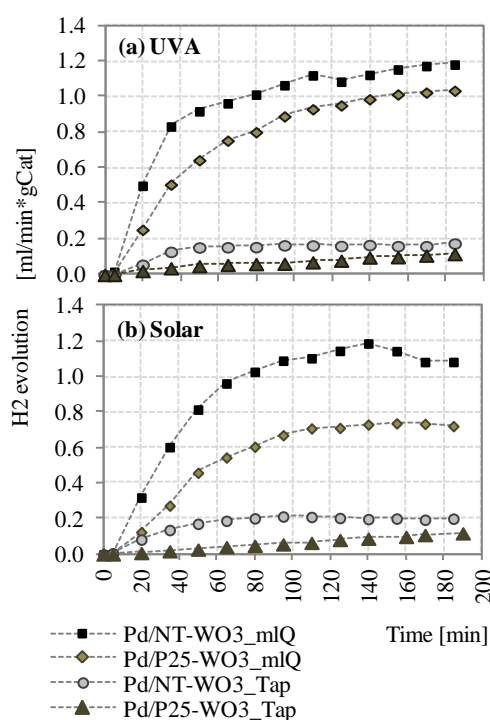 1.4
(a) UVA
1.2
1.0
0.8
0.6
0.4
0.2
0.0
[ml/min*gCat]
1.4
(b) Solar
1.2
1.0
0.8
0.6
0.4
0.2
0.0
H2 evolution
0 20 40 60 80 100 120 140 160 180 200
Pd/NT-WO3_mlQ Time [min]
Pd/P25-WO3_mlQ
Pd/NT-WO3_Tap
Pd/P25-WO3_Tap